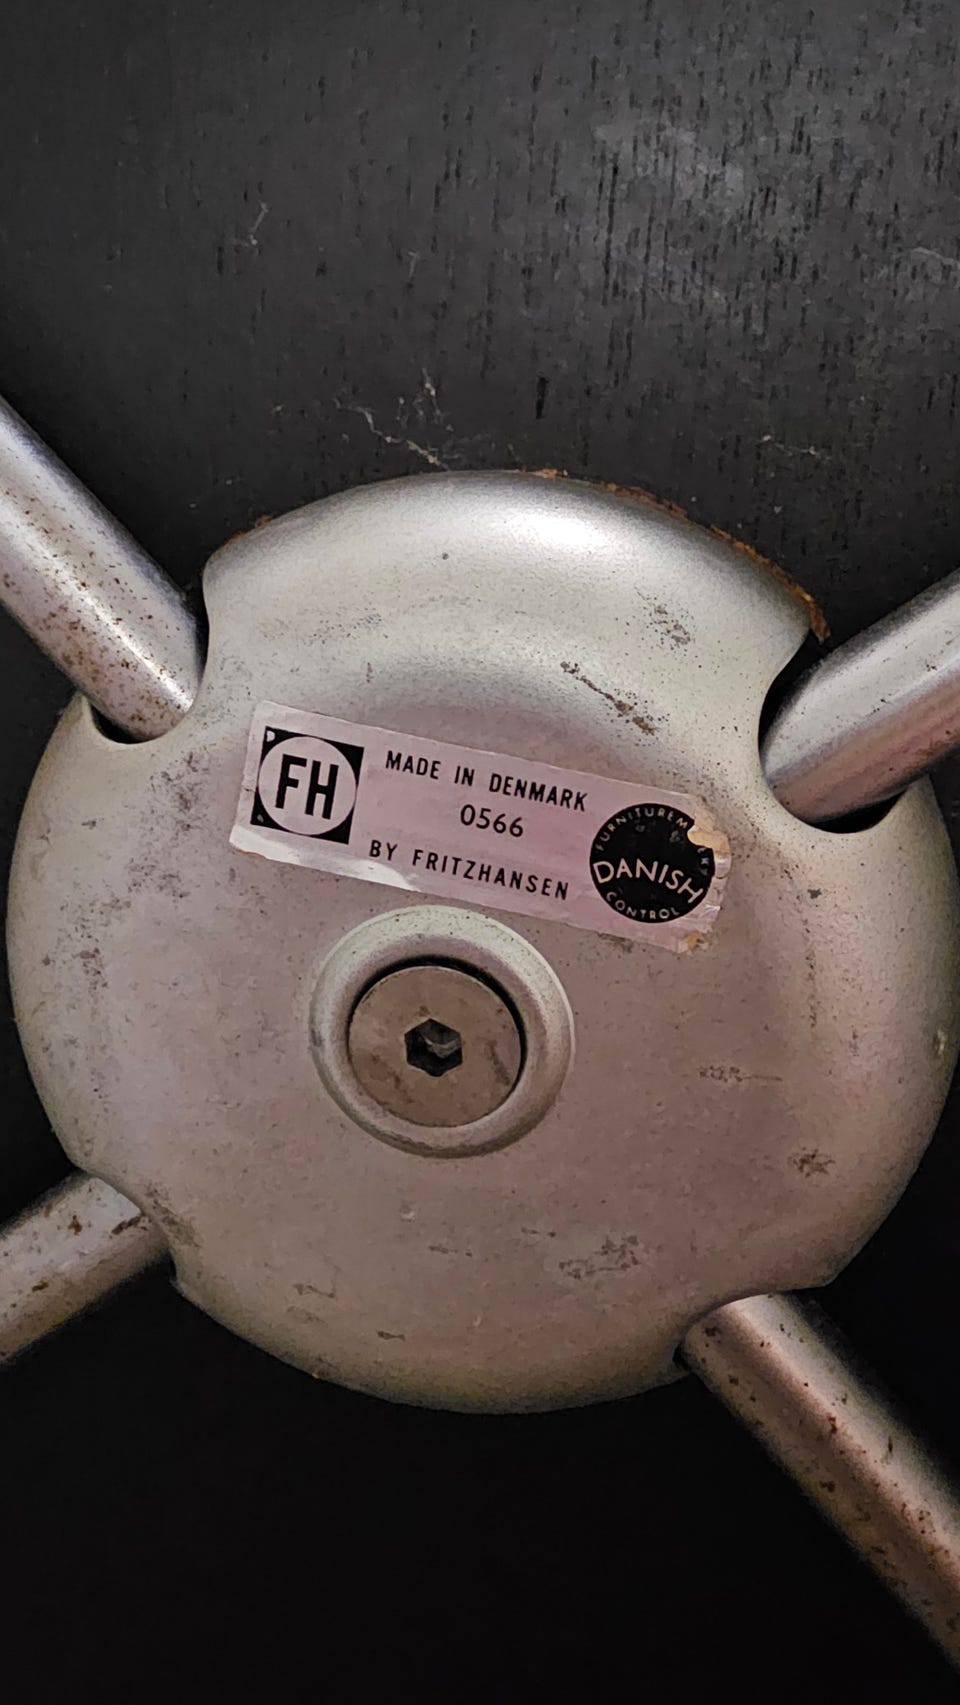 FH
MADE IN DENMARK
0566
BY FRITZHANSEN
DANISH
CONTROL